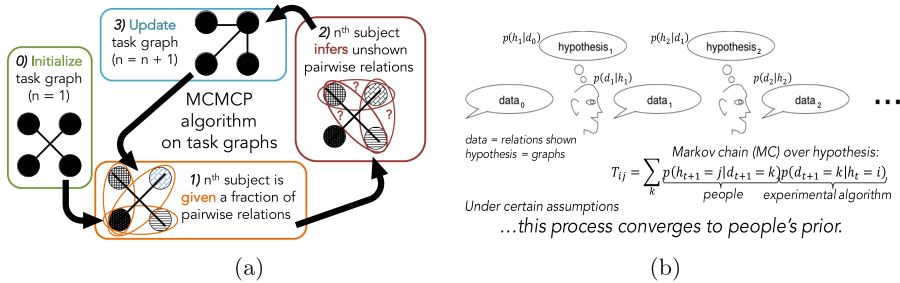 0) Initialize
task graph
(n = 1)
3) Update
task graph
(n = n + 1)
2) nth subject
infers unshown
pairwise relations
?
?
?
MCMCP
algorithm
on task graphs
1) nth subject is
given a fraction of
pairwise relations
(a)
p(h₁|d₀)
hypothesis₁
p(h₂|d₁)
hypothesis₂
p(d₁|h₁)
p(d₂|h₂)
data₀
data₁
data₂
...
data = relations shown
hypothesis = graphs
Markov chain (MC) over hypothesis:
Tᵢⱼ = ∑ₖ p(hₜ₊₁ = j|dₜ₊₁ = k)p(dₜ₊₁ = k|hₜ = i)
people
experimental algorithm
Under certain assumptions
...this process converges to people's prior.
(b)